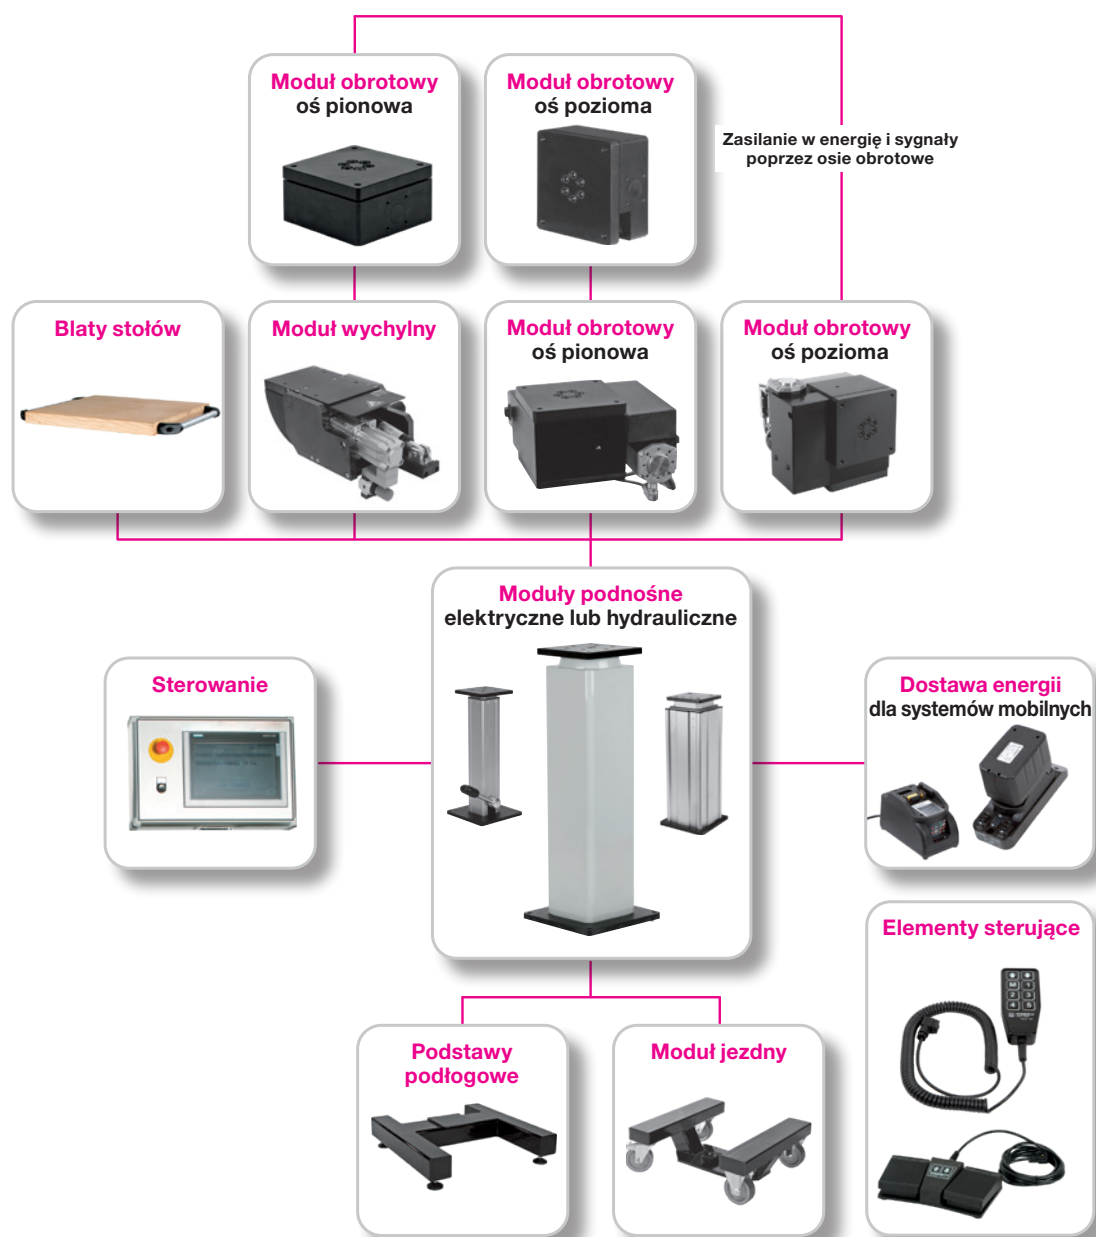 Moduł obrotowy
oś pionowa
Moduł obrotowy
oś pozioma
Zasilanie w energię i sygnały
poprzez osie obrotowe
Blaty stołów
Moduł wychylny
Moduł obrotowy
oś pionowa
Moduł obrotowy
oś pozioma
Moduły podnośne
elektryczne lub hydrauliczne
Sterowanie
Dostawa energii
dla systemów mobilnych
Elementy sterujące
Podstawy
podłogowe
Moduł jezdny